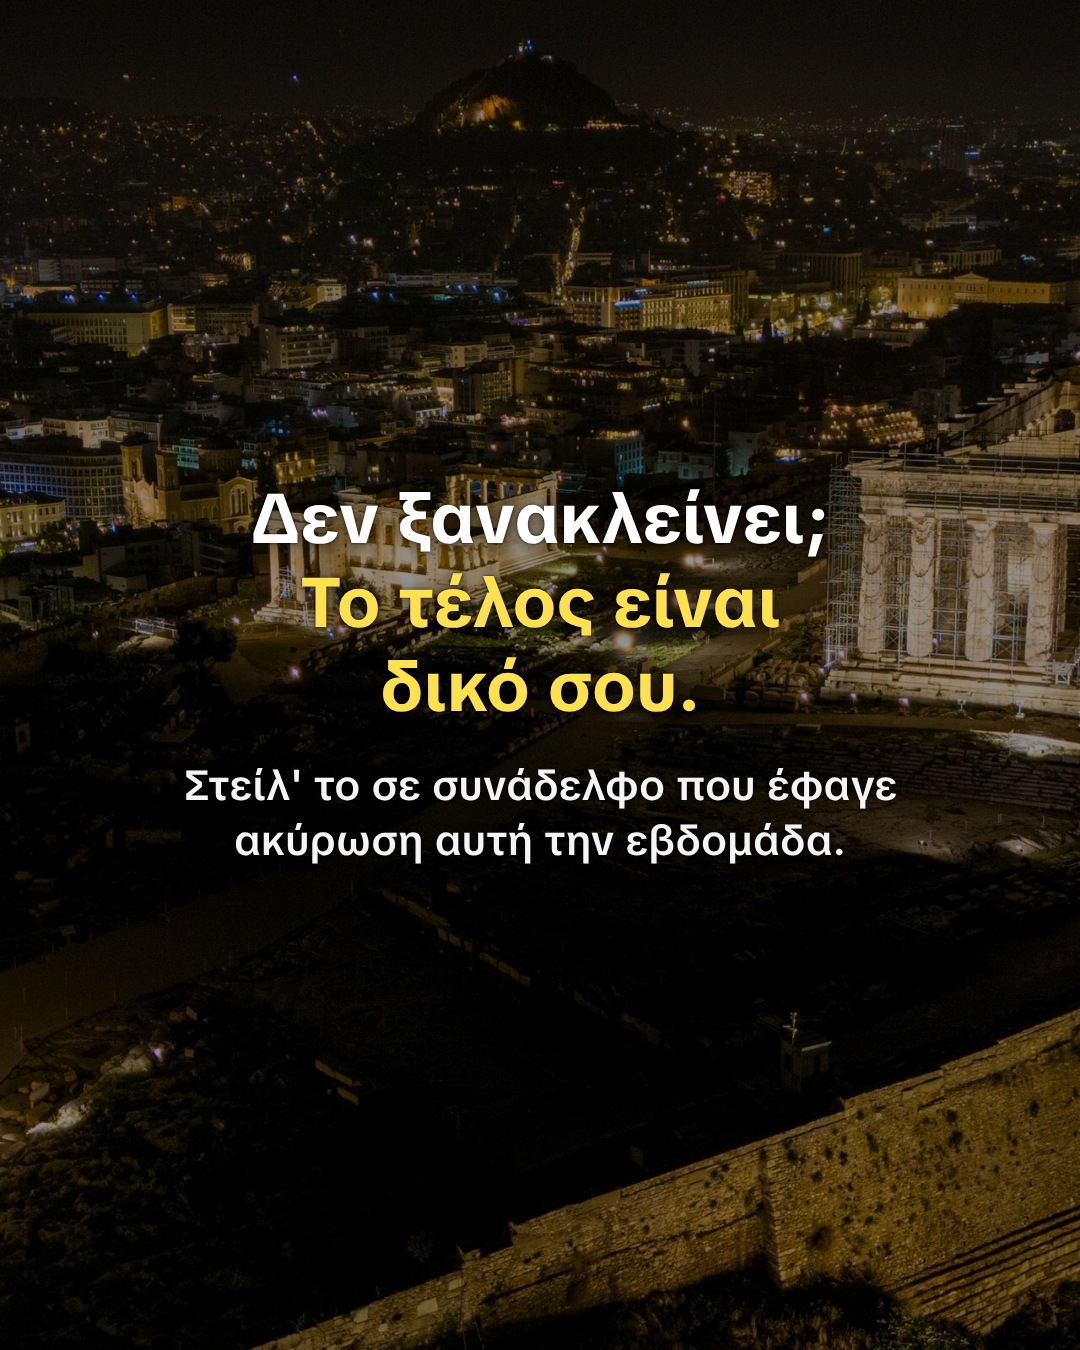 Δεν ξανακλείνει;
Το τέλος είναι
δικό σου.
Στείλ' το σε συνάδελφο που έφαγε
ακύρωση αυτή την εβδομάδα.